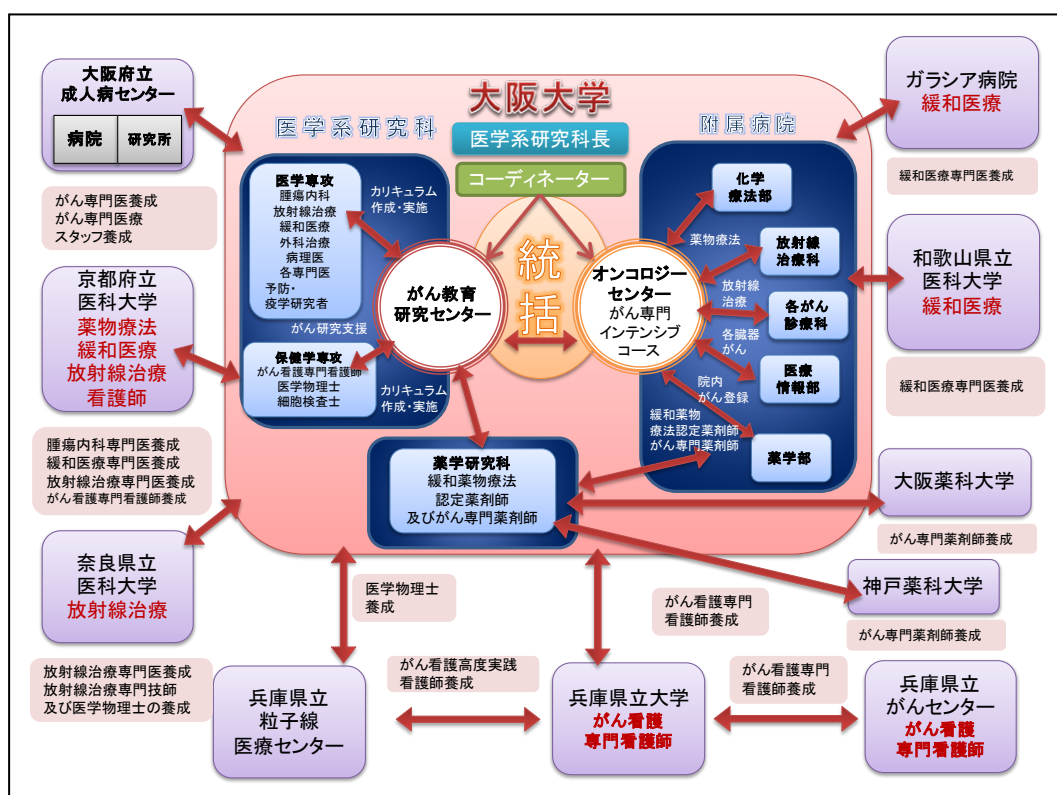 大阪府立
成人病センター
病院
研究所
がん専門医養成
がん専門医療
スタッフ養成
京都府立
医科大学
薬物療法
緩和医療
放射線治療
看護師
腫瘍内科専門医養成
緩和医療専門医養成
放射線治療専門医養成
がん看護専門看護師養成
奈良県立
医科大学
放射線治療
放射線治療専門医養成
放射線治療専門技師
及び医学物理士の養成
大阪大学
医学系研究科
医学系研究科長
コーディネーター
附属病院
医学専攻
腫瘍内科
放射線治療
緩和医療
外科治療
病理医
各専門医
予防・
疫学研究者
カリキュラム
作成・実施
がん研究支援
保健学専攻
がん看護専門看護師
医学物理士
細胞検査士
カリキュラム
作成・実施
がん教育
研究センター
統括
オンコロジー
センター
がん専門
インテンシブ
コース
化学
療法部
薬物療法
放射線
治療科
放射線
治療
各がん
診療科
各臓器
がん
医療
情報部
院内
がん登録
緩和薬物
療法認定薬剤師
がん専門薬剤師
薬学部
薬学研究科
緩和薬物療法
認定薬剤師
及びがん専門薬剤師
ガラシア病院
緩和医療
緩和医療専門医養成
和歌山県立
医科大学
緩和医療
緩和医療専門医養成
大阪薬科大学
がん専門薬剤師養成
神戸薬科大学
がん専門薬剤師養成
医学物理士
養成
がん看護専門
看護師養成
兵庫県立
粒子線
医療センター
がん看護高度実践
看護師養成
兵庫県立大学
がん看護
専門看護師
がん看護専門
看護師養成
兵庫県立
がんセンター
がん看護
専門看護師